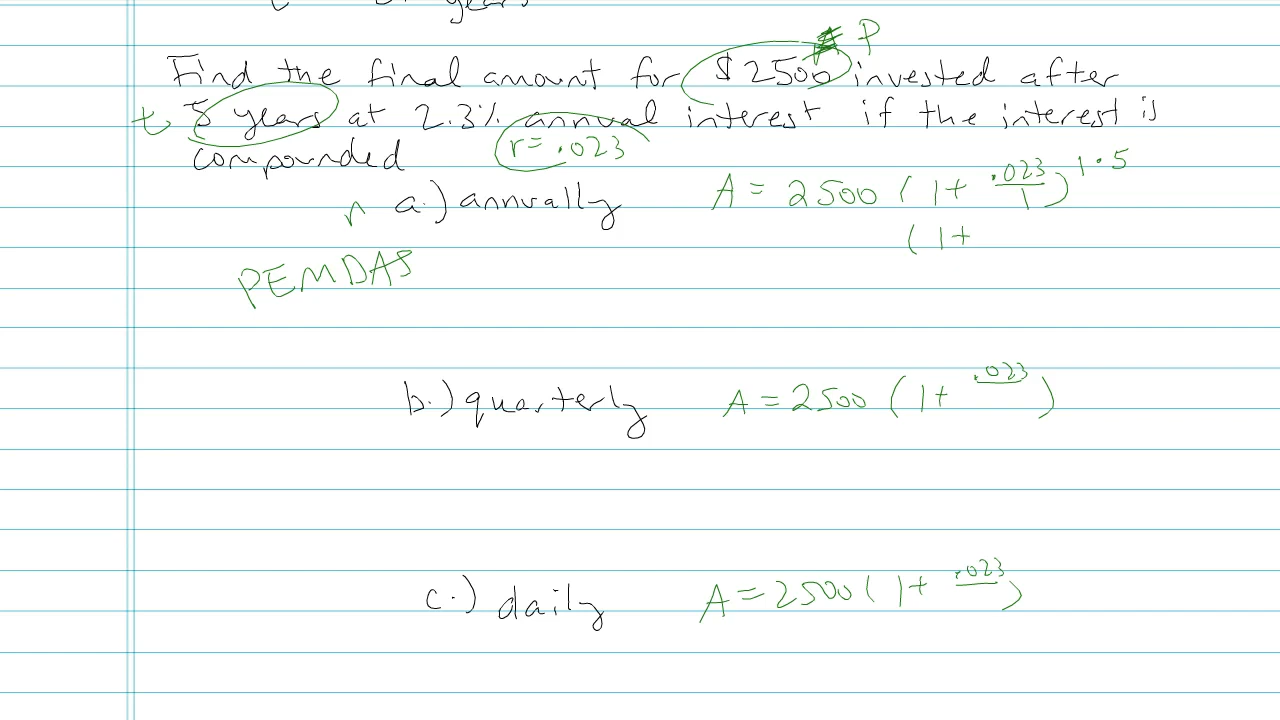 t years
Find the final amount for $2500 invested after P
t 5 years at 2.3% annual interest if the interest is
compounded r = .023
n a.) annually A = 2500 (1 + .023/1)^1·5
(1 +
PEMDAS
b.) quarterly A = 2500 (1 + .023/ )
c.) daily A = 2500 (1 + .023/ )